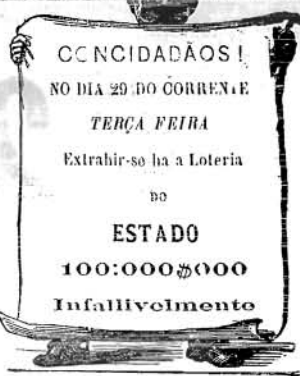 CONCIDADÃOS!
NO DIA 29 DO CORRENTE
TERÇA FEIRA
Extrahir-se ha a Loteria
DO
ESTADO
100:000$000
Infallivelmente